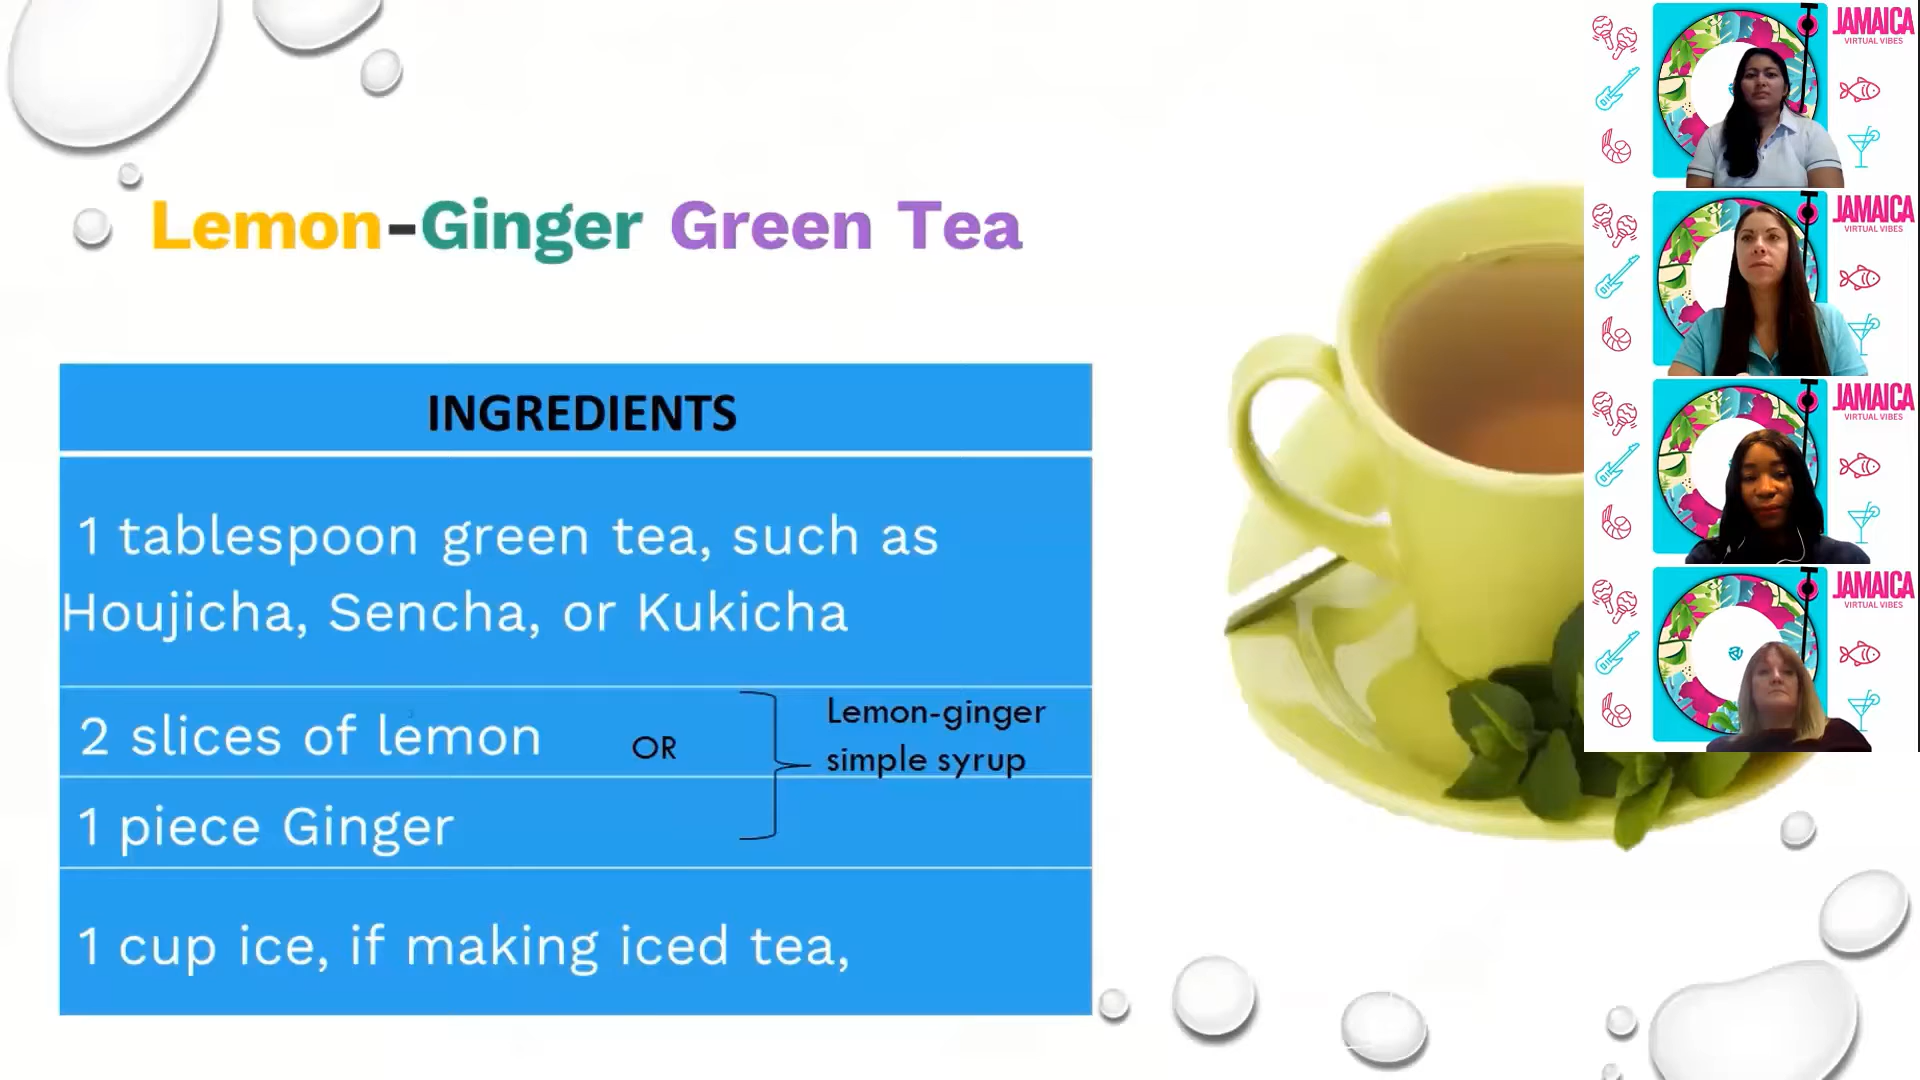 Lemon-Ginger Green Tea
INGREDIENTS
1 tablespoon green tea, such as
Houjicha, Sencha, or Kukicha
2 slices of lemon
OR
Lemon-ginger
simple syrup
1 piece Ginger
1 cup ice, if making iced tea,
JAMAICA
VIRTUAL VIBES
JAMAICA
VIRTUAL VIBES
JAMAICA
VIRTUAL VIBES
JAMAICA
VIRTUAL VIBES